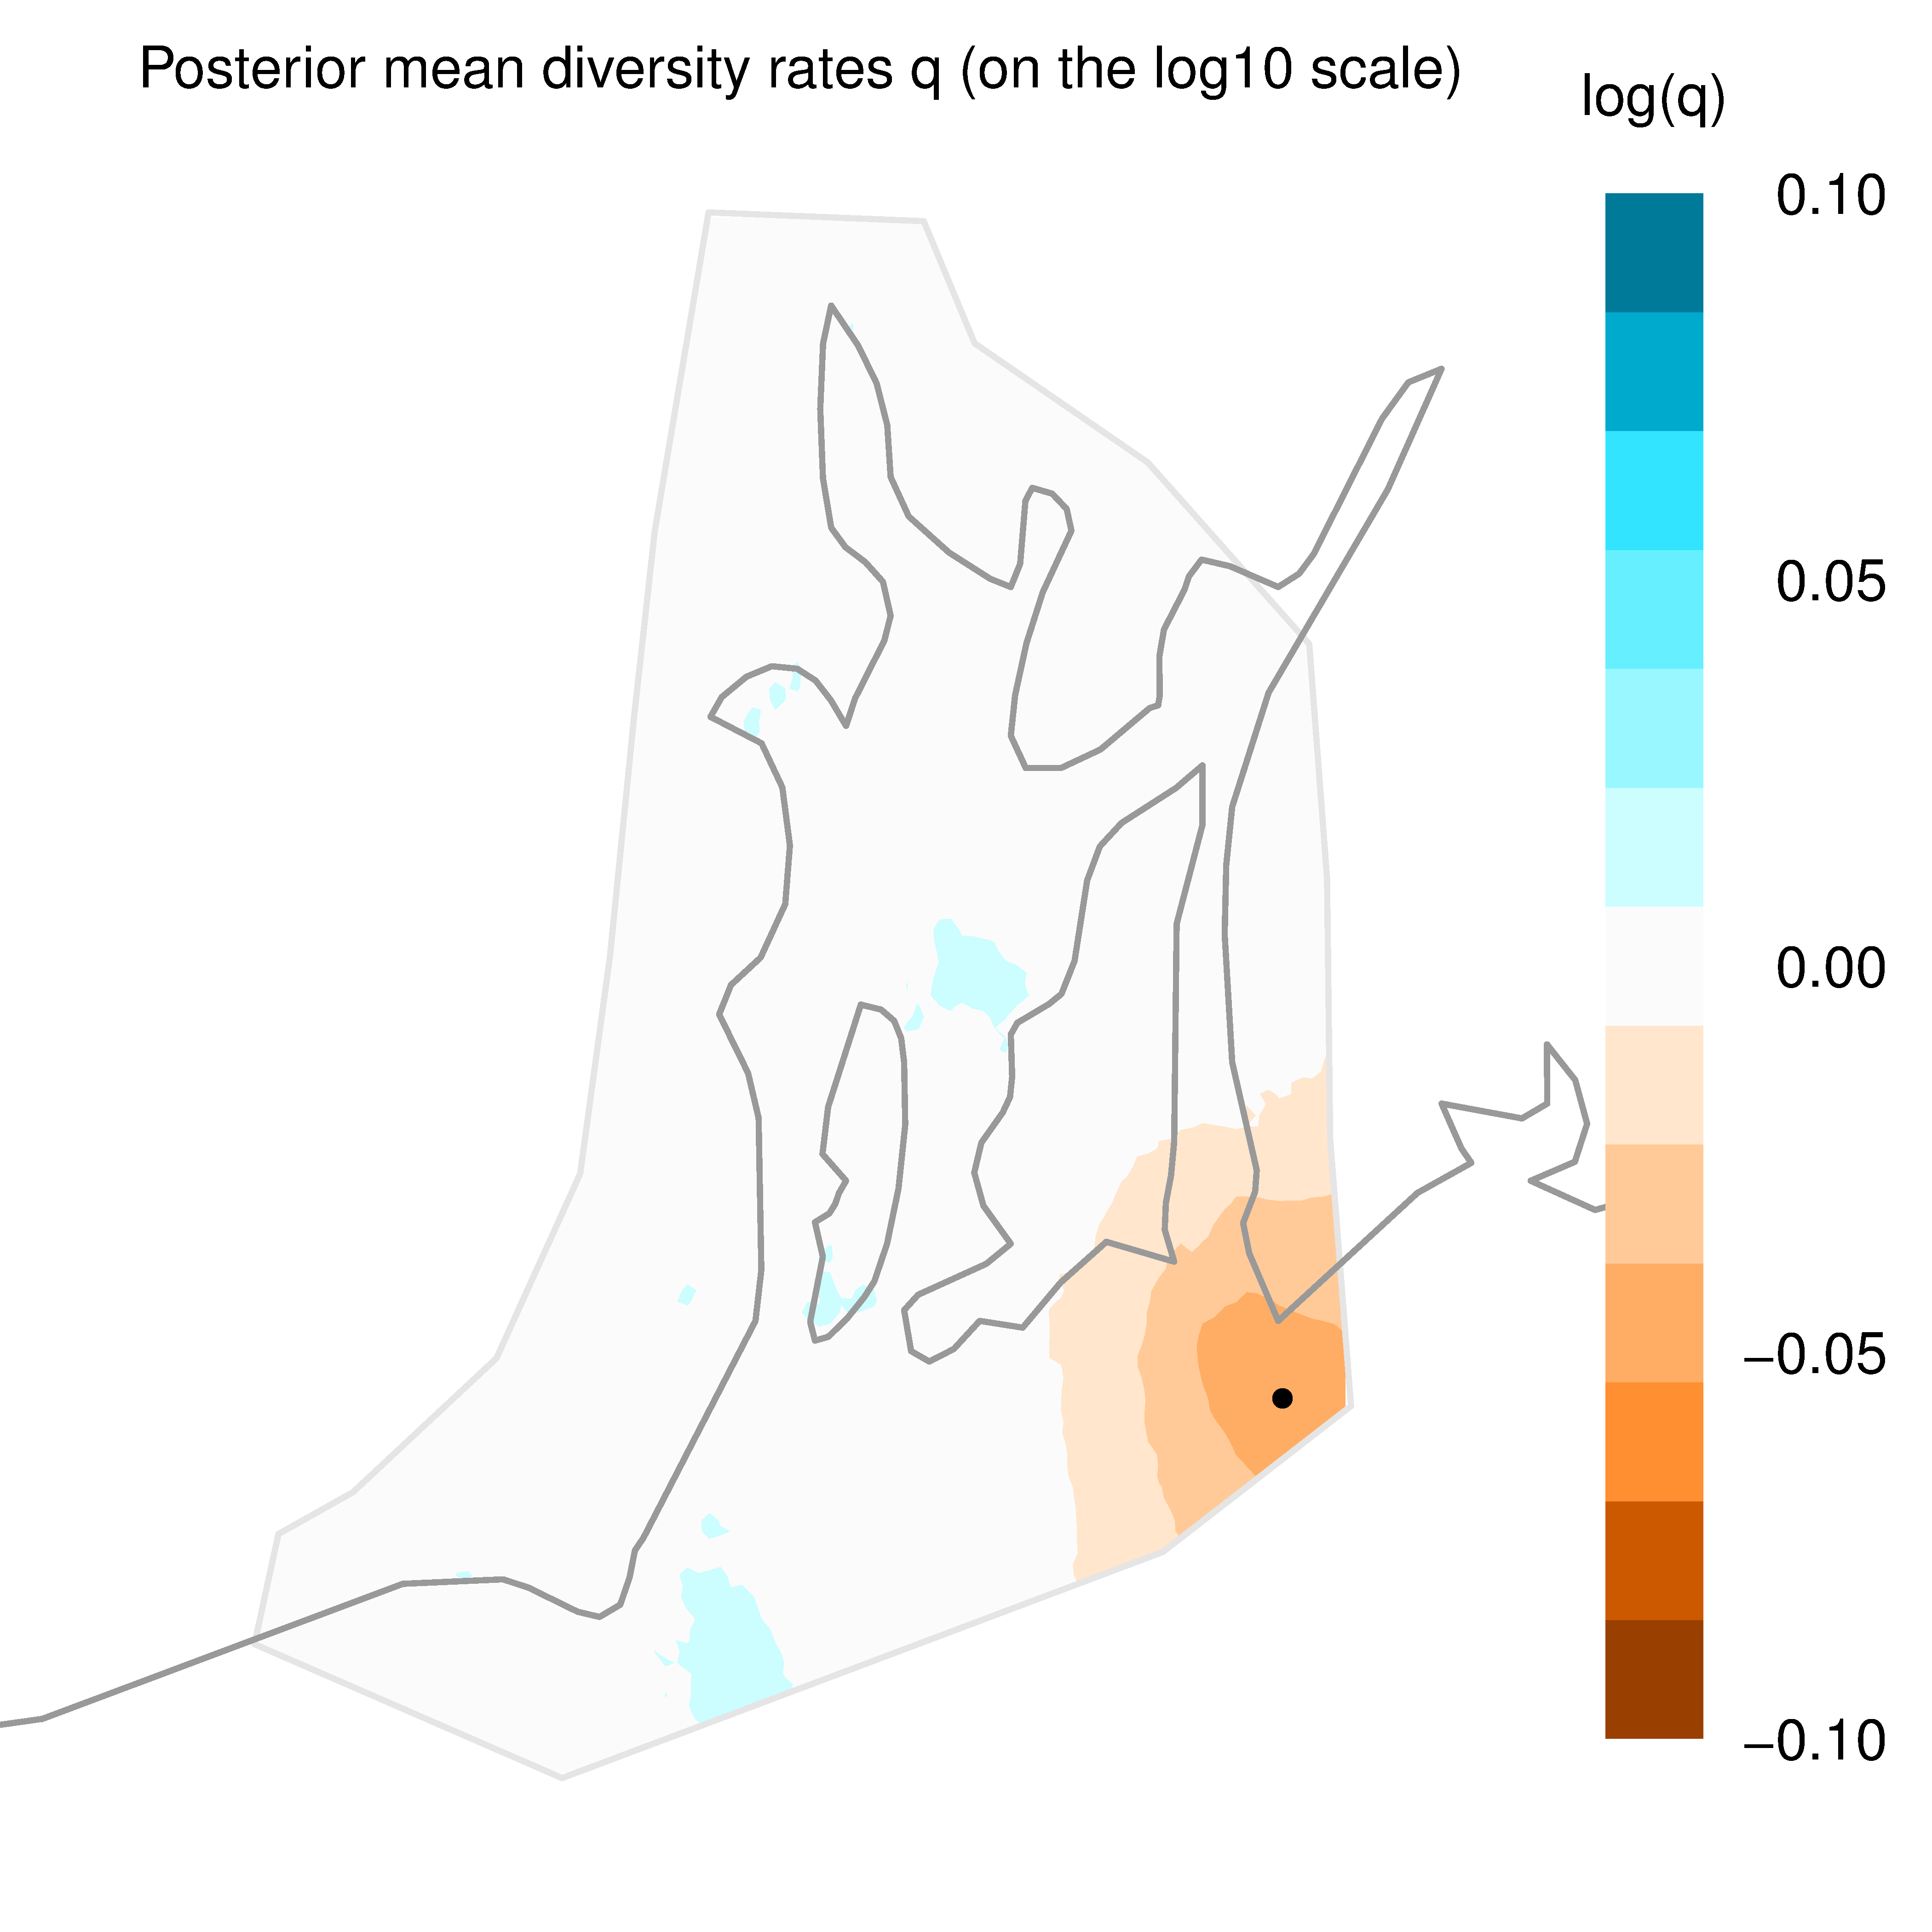 Posterior mean diversity rates q (on the log10 scale)
log(q)
0.10
0.05
0.00
−0.05
−0.10